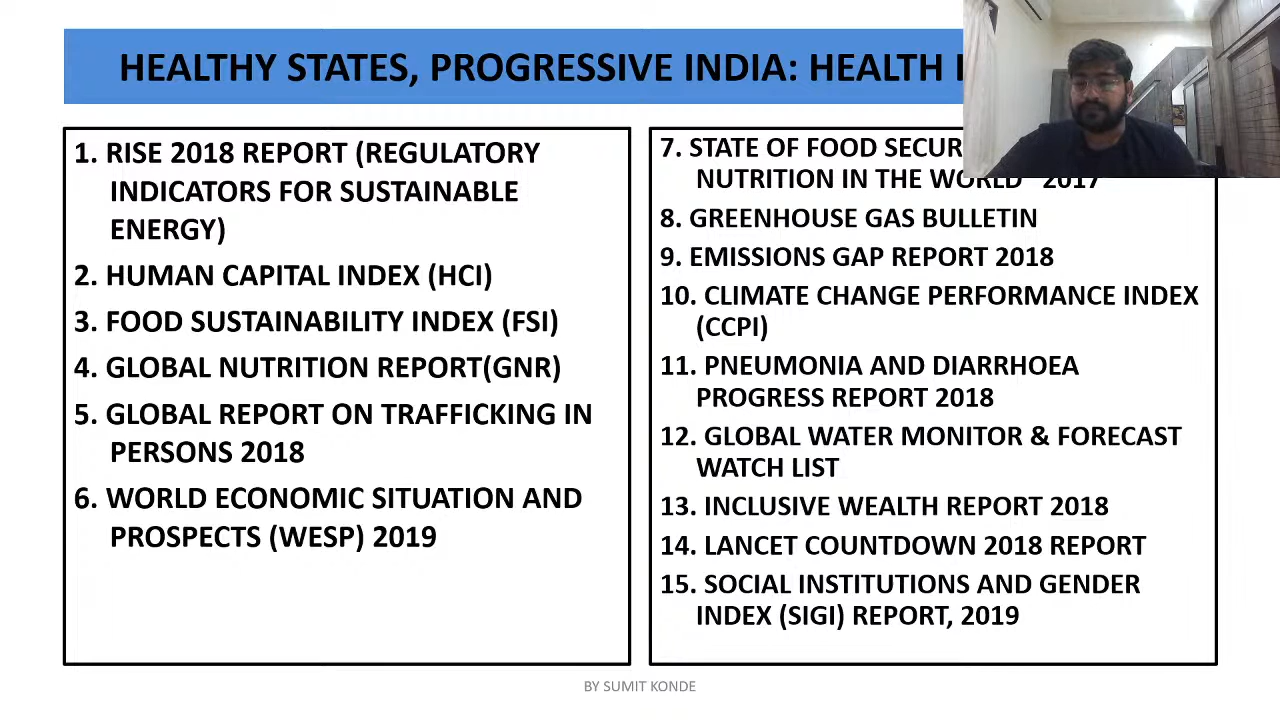 HEALTHY STATES, PROGRESSIVE INDIA: HEALTH
1. RISE 2018 REPORT (REGULATORY
INDICATORS FOR SUSTAINABLE
ENERGY)
2. HUMAN CAPITAL INDEX (HCI)
3. FOOD SUSTAINABILITY INDEX (FSI)
4. GLOBAL NUTRITION REPORT(GNR)
5. GLOBAL REPORT ON TRAFFICKING IN
PERSONS 2018
6. WORLD ECONOMIC SITUATION AND
PROSPECTS (WESP) 2019
7. STATE OF FOOD
NUTRITION IN THE WORLD 2017
8. GREENHOUSE GAS BULLETIN
9. EMISSIONS GAP REPORT 2018
10. CLIMATE CHANGE PERFORMANCE INDEX
(CCPI)
11. PNEUMONIA AND DIARRHOEA
PROGRESS REPORT 2018
12. GLOBAL WATER MONITOR & FORECAST
WATCH LIST
13. INCLUSIVE WEALTH REPORT 2018
14. LANCET COUNTDOWN 2018 REPORT
15. SOCIAL INSTITUTIONS AND GENDER
INDEX (SIGI) REPORT, 2019
BY SUMIT KONDE